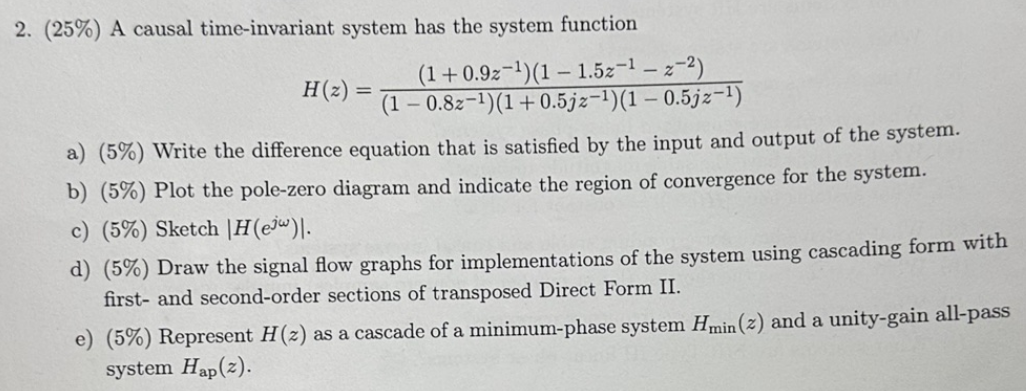 2. (25%) A causal time-invariant system has the system function
H(z) = \frac{(1 + 0.9z^{-1})(1 - 1.5z^{-1} - z^{-2})}{(1 - 0.8z^{-1})(1 + 0.5jz^{-1})(1 - 0.5jz^{-1})}
a) (5%) Write the difference equation that is satisfied by the input and output of the system.
b) (5%) Plot the pole-zero diagram and indicate the region of convergence for the system.
c) (5%) Sketch |H(e^{jω})|.
d) (5%) Draw the signal flow graphs for implementations of the system using cascading form with
first- and second-order sections of transposed Direct Form II.
e) (5%) Represent H(z) as a cascade of a minimum-phase system H_{min}(z) and a unity-gain all-pass
system H_{ap}(z).